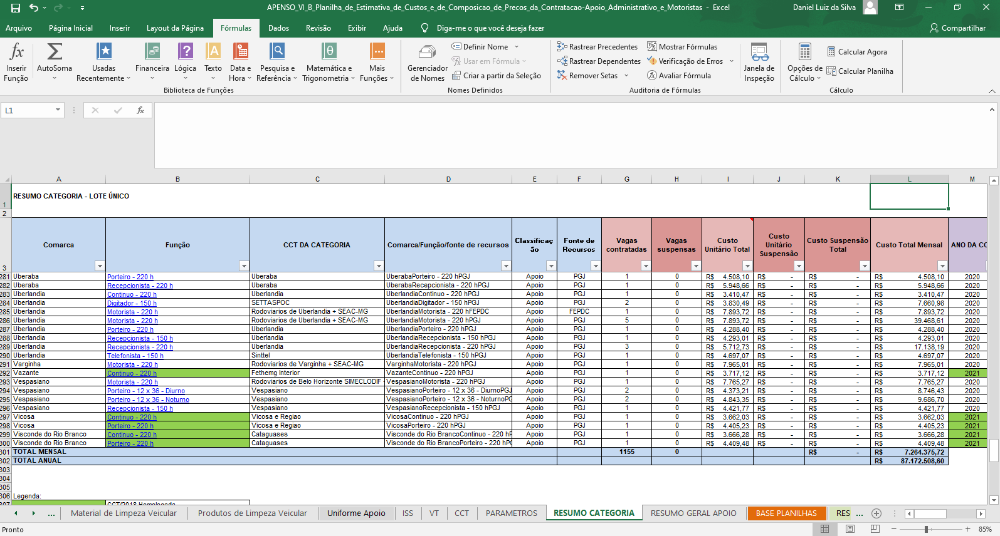 APENSO_VI_B_Planilha_de_Estimativa_de_Custos_e_de_Composicao_de_Precos_da_Contratacao-Apoio_Administrativo_e_Motoristas - Excel
Daniel Luiz da Silva
Arquivo Página Inicial Inserir Layout da Página Fórmulas Dados Revisão Exibir Ajuda Diga-me o que você deseja fazer Compartilhar
Inserir Função
AutoSoma
Usadas Recentemente
Financeira
Lógica
Texto
Data e Hora
Pesquisa e Referência
Matemática e Trigonometria
Mais Funções
Biblioteca de Funções
Gerenciador de Nomes
Definir Nome
Usar em Fórmula
Criar a partir da Seleção
Nomes Definidos
Rastrear Precedentes
Rastrear Dependentes
Remover Setas
Mostrar Fórmulas
Verificação de Erros
Avaliar Fórmula
Auditoria de Fórmulas
Janela de Inspeção
Opções de Cálculo
Calcular Agora
Calcular Planilha
Cálculo
L1
fx
A B C D E F G H I J K L M
1 RESUMO CATEGORIA - LOTE ÚNICO
2
3 Comarca Função CCT DA CATEGORIA Comarca/Função/fonte de recursos Classificação Fonte de Recursos Vagas contratadas Vagas suspensas Custo Unitário Total Custo Unitário Suspensão Custo Suspensão Total Custo Total Mensal ANO DA CC
281 Uberaba Porteiro - 220 h Uberaba UberabaPorteiro - 220 hPGJ Apoio PGJ 1 0 R$ 4.508,10 R$ - R$ - R$ 4.508,10 2020
282 Uberaba Recepcionista - 220 h Uberaba UberabaRecepcionista - 220 hPGJ Apoio PGJ 1 0 R$ 5.948,66 R$ - R$ - R$ 5.948,66 2020
283 Uberlandia Continuo - 220 h Uberlandia UberlandiaContinuo - 220 hPGJ Apoio PGJ 1 0 R$ 3.410,47 R$ - R$ - R$ 3.410,47 2020
284 Uberlandia Digitador - 150 h SETTASPOC UberlandiaDigitador - 150 hPGJ Apoio PGJ 2 0 R$ 3.830,49 R$ - R$ - R$ 7.660,98 2020
285 Uberlandia Motorista - 220 h Rodoviarios de Uberlandia + SEAC-MG UberlandiaMotorista - 220 hFEPDC Apoio FEPDC 1 0 R$ 7.893,72 R$ - R$ - R$ 7.893,72 2020
286 Uberlandia Motorista - 220 h Rodoviarios de Uberlandia + SEAC-MG UberlandiaMotorista - 220 hPGJ Apoio PGJ 5 0 R$ 7.893,72 R$ - R$ - R$ 39.468,61 2020
287 Uberlandia Porteiro - 220 h Uberlandia UberlandiaPorteiro - 220 hPGJ Apoio PGJ 1 0 R$ 4.288,40 R$ - R$ - R$ 4.288,40 2020
288 Uberlandia Recepcionista - 150 h Uberlandia UberlandiaRecepcionista - 150 hPGJ Apoio PGJ 1 0 R$ 4.293,01 R$ - R$ - R$ 4.293,01 2020
289 Uberlandia Recepcionista - 220 h Uberlandia UberlandiaRecepcionista - 220 hPGJ Apoio PGJ 3 0 R$ 5.712,73 R$ - R$ - R$ 17.138,19 2020
290 Uberlandia Telefonista - 150 h Sinttel UberlandiaTelefonista - 150 hPGJ Apoio PGJ 1 0 R$ 4.697,07 R$ - R$ - R$ 4.697,07 2020
291 Varginha Motorista - 220 h Rodoviarios de Varginha + SEAC-MG VarginhaMotorista - 220 hPGJ Apoio PGJ 1 0 R$ 7.965,01 R$ - R$ - R$ 7.965,01 2020
292 Vazante Continuo - 220 h Fethemg Interior VazanteContinuo - 220 hPGJ Apoio PGJ 1 0 R$ 3.717,12 R$ - R$ - R$ 3.717,12 2021
293 Vespasiano Motorista - 220 h Rodoviarios de Belo Horizonte SIMECLODIF - VespasianoMotorista - 220 hPGJ Apoio PGJ 1 0 R$ 7.765,27 R$ - R$ - R$ 7.765,27 2020
294 Vespasiano Porteiro - 12 x 36 - Diurno Vespasiano VespasianoPorteiro - 12 x 36 - DiurnoPGJ Apoio PGJ 2 0 R$ 4.373,21 R$ - R$ - R$ 8.746,43 2020
295 Vespasiano Porteiro - 12 x 36 - Noturno Vespasiano VespasianoPorteiro - 12 x 36 - NoturnoPG Apoio PGJ 2 0 R$ 4.843,35 R$ - R$ - R$ 9.686,70 2020
296 Vespasiano Recepcionista - 150 h Vespasiano VespasianoRecepcionista - 150 hPGJ Apoio PGJ 1 0 R$ 4.421,77 R$ - R$ - R$ 4.421,77 2020
297 Vicosa Continuo - 220 h Vicosa e Regiao VicosaContinuo - 220 hPGJ Apoio PGJ 1 0 R$ 3.662,03 R$ - R$ - R$ 3.662,03 2021
298 Vicosa Porteiro - 220 h Vicosa e Regiao VicosaPorteiro - 220 hPGJ Apoio PGJ 1 0 R$ 4.405,23 R$ - R$ - R$ 4.405,23 2021
299 Visconde do Rio Branco Continuo - 220 h Cataguases Visconde do Rio BrancoContinuo - 220 hP Apoio PGJ 1 0 R$ 3.666,28 R$ - R$ - R$ 3.666,28 2021
300 Visconde do Rio Branco Porteiro - 220 h Cataguases Visconde do Rio BrancoPorteiro - 220 hPG Apoio PGJ 1 0 R$ 4.409,48 R$ - R$ - R$ 4.409,48 2021
301 TOTAL MENSAL 1155 0 R$ - R$ 7.264.375,72
302 TOTAL ANUAL R$ 87.172.508,60
303
304
305
306 Legenda:
307 CCT/2018 Homologada
... Material de Limpeza Veicular Produtos de Limpeza Veicular Uniforme Apoio ISS VT CCT PARAMETROS RESUMO CATEGORIA RESUMO GERAL APOIO BASE PLANILHAS RES ...
Pronto 85%